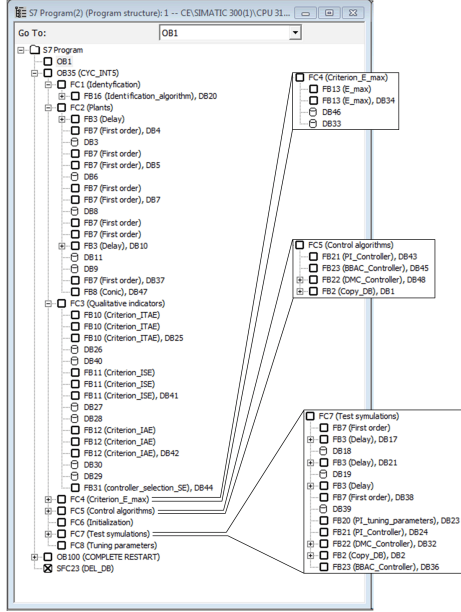 S7 Program(2) (Program structure): 1 -- CE\SIMATIC 300(1)\CPU 31...
Go To:
OB1
S7 Program
OB1
OB35 (CYC_INT5)
FC1 (Identyfication)
FB16 (Identification_algorithm), DB20
FC2 (Plants)
FB3 (Delay)
FB7 (First order), DB4
DB3
FB7 (First order)
FB7 (First order), DB5
DB6
FB7 (First order)
FB7 (First order), DB7
DB8
FB7 (First order)
FB7 (First order)
FB3 (Delay), DB10
DB11
DB9
FB7 (First order), DB37
FB8 (Conic), DB47
FC3 (Qualitative indicators)
FB10 (Criterion_ITAE)
FB10 (Criterion_ITAE)
FB10 (Criterion_ITAE), DB25
DB26
DB40
FB11 (Criterion_ISE)
FB11 (Criterion_ISE)
FB11 (Criterion_ISE), DB41
DB27
DB28
FB12 (Criterion_IAE)
FB12 (Criterion_IAE)
FB12 (Criterion_IAE), DB42
DB30
DB29
FB31 (controller_selection_SE), DB44
FC4 (Criterion_E_max)
FC5 (Control algorithms)
FC6 (Initialization)
FC7 (Test symulations)
FC8 (Tuning parameters)
OB100 (COMPLETE RESTART)
SFC23 (DEL_DB)
FC4 (Criterion_E_max)
FB13 (E_max)
FB13 (E_max), DB34
DB46
DB33
FC5 (Control algorithms)
FB21 (PI_Controller), DB43
FB23 (BBAC_Controller), DB45
FB22 (DMC_Controller), DB48
FB2 (Copy_DB), DB1
FC7 (Test symulations)
FB7 (First order)
FB3 (Delay), DB17
DB18
FB3 (Delay), DB21
DB19
FB3 (Delay)
FB7 (First order), DB38
DB39
FB20 (PI_tuning_parameters), DB23
FB21 (PI_Controller), DB24
FB22 (DMC_Controller), DB32
FB2 (Copy_DB), DB2
FB23 (BBAC_Controller), DB36